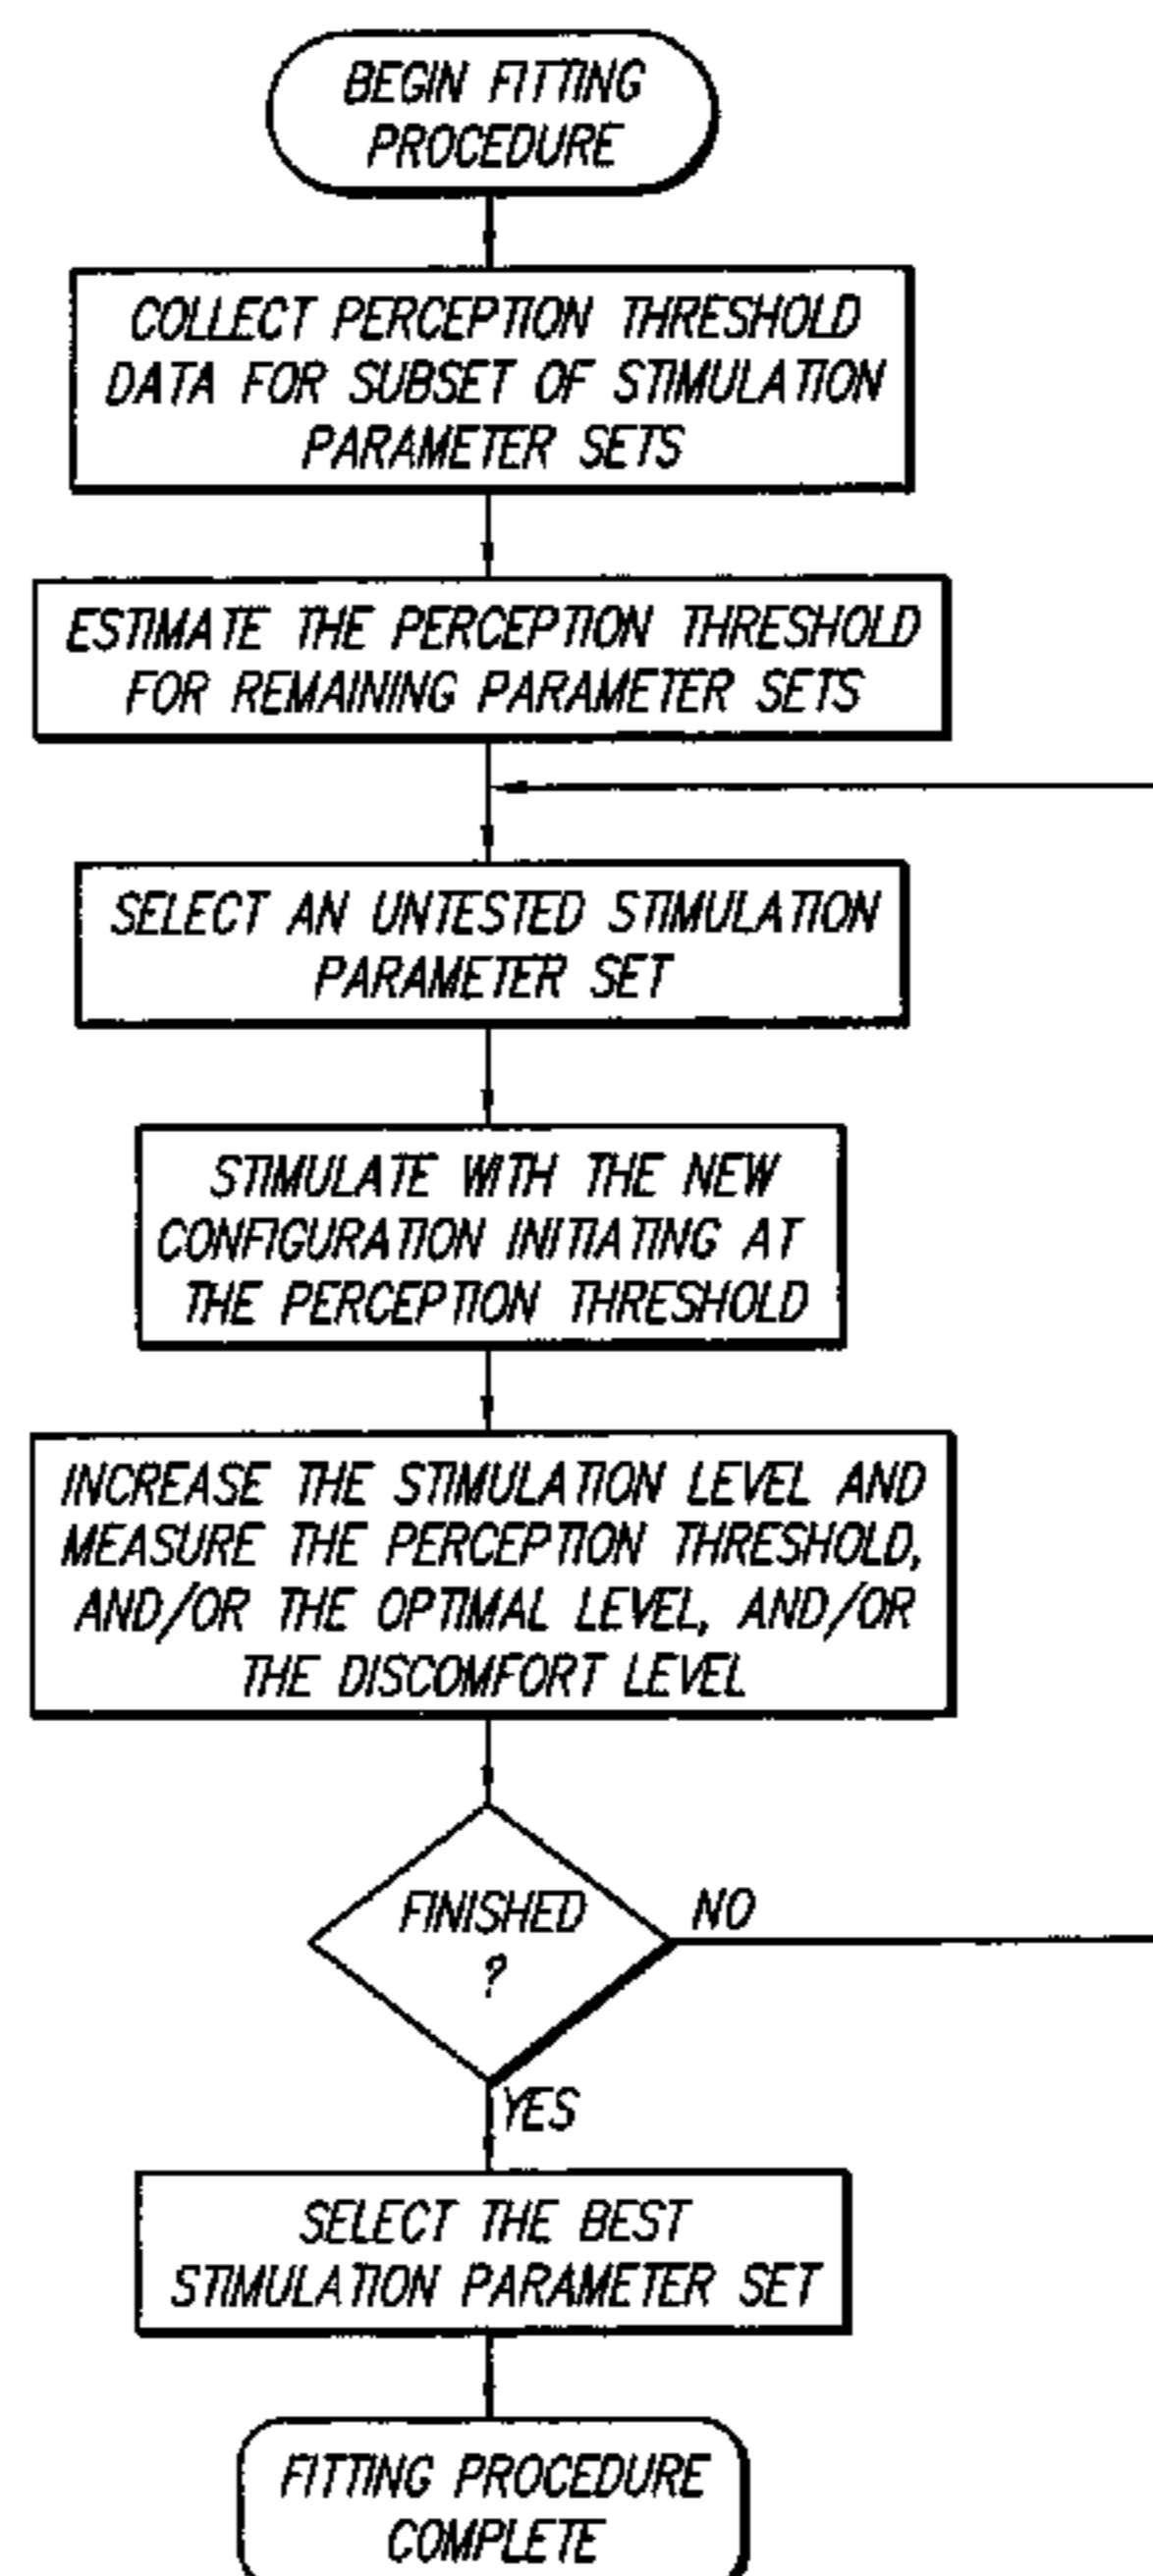 BEGIN FITTING
PROCEDURE
COLLECT PERCEPTION THRESHOLD
DATA FOR SUBSET OF STIMULATION
PARAMETER SETS
ESTIMATE THE PERCEPTION THRESHOLD
FOR REMAINING PARAMETER SETS
SELECT AN UNTESTED STIMULATION
PARAMETER SET
STIMULATE WITH THE NEW
CONFIGURATION INITIATING AT
THE PERCEPTION THRESHOLD
INCREASE THE STIMULATION LEVEL AND
MEASURE THE PERCEPTION THRESHOLD,
AND/OR THE OPTIMAL LEVEL, AND/OR
THE DISCOMFORT LEVEL
FINISHED
?
NO
YES
SELECT THE BEST
STIMULATION PARAMETER SET
FITTING PROCEDURE
COMPLETE